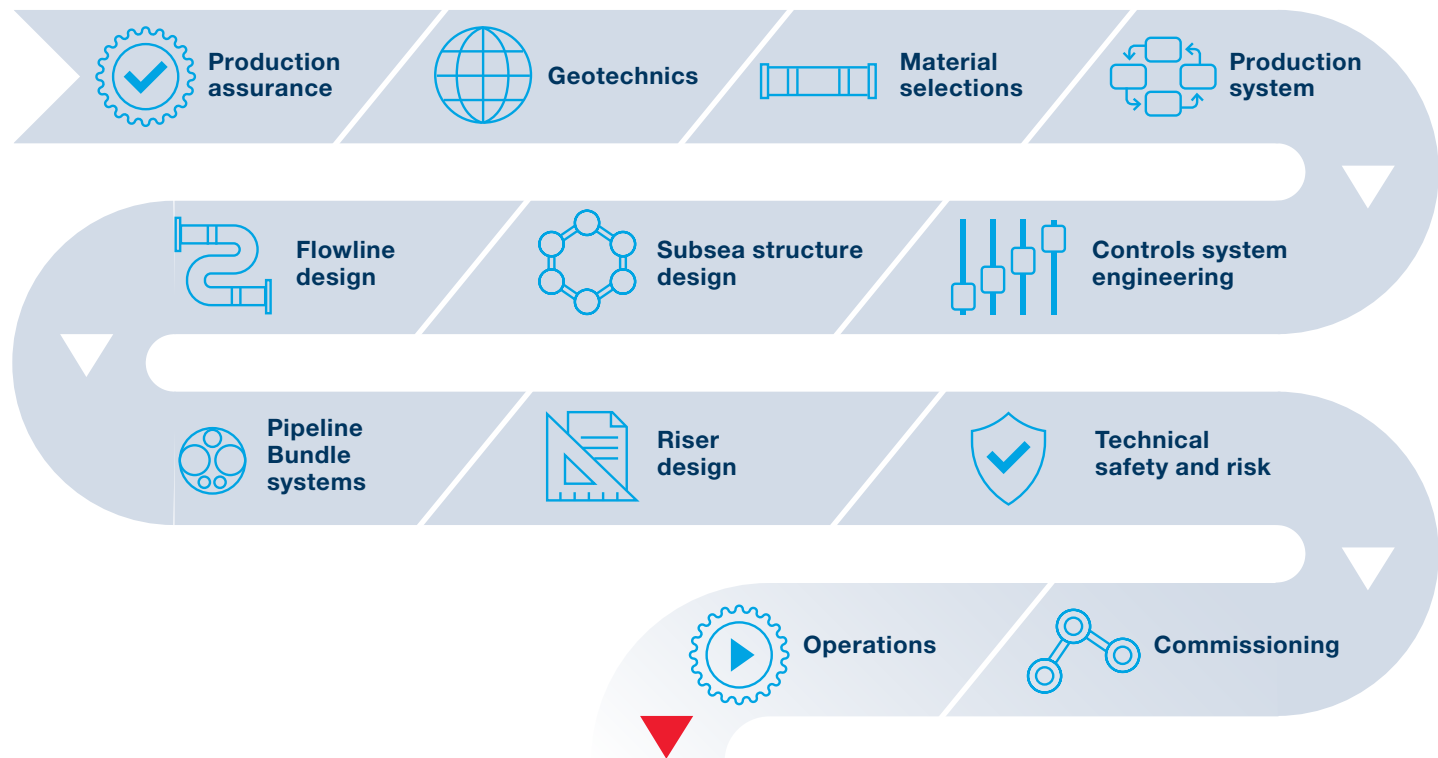 Production
assurance
Geotechnics
Material
selections
Production
system
Flowline
design
Subsea structure
design
Controls system
engineering
Pipeline
Bundle
systems
Riser
design
Technical
safety and risk
Operations
Commissioning